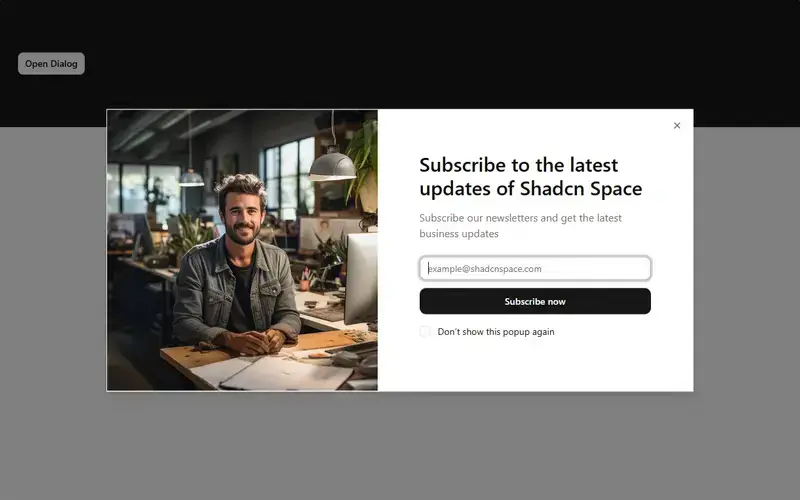 Open Dialog
Subscribe to the latest
updates of Shadcn Space
Subscribe our newsletters and get the latest
business updates
example@shadcnspace.com
Subscribe now
Don't show this popup again